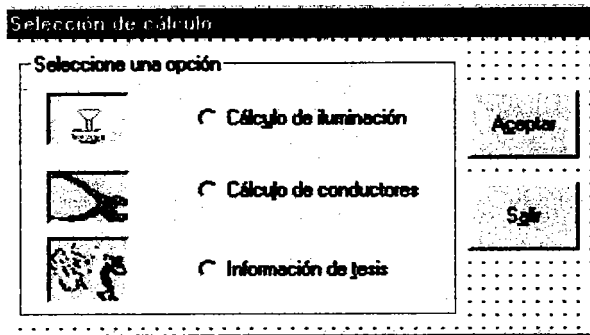 Selección de cálculo
Seleccione una opción
Cálculo de iluminación
Aceptar
Cálculo de conductores
Salir
Información de tesis